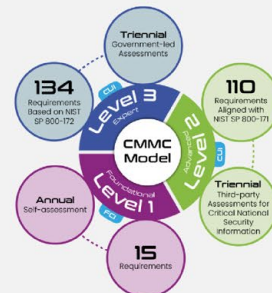 Triennial
Government-led
Assessments
134
Requirements
Based on NIST
SP 800-172
CUI
Level 3
Expert
110
Requirements
Aligned with
NIST SP 800-171
CUI
Level 2
Advanced
CMMC
Model
Triennial
Third-party
Assessments for
Critical National
Security
Information
Foundational
Level 1
FCI
Annual
Self-assessment
15
Requirements